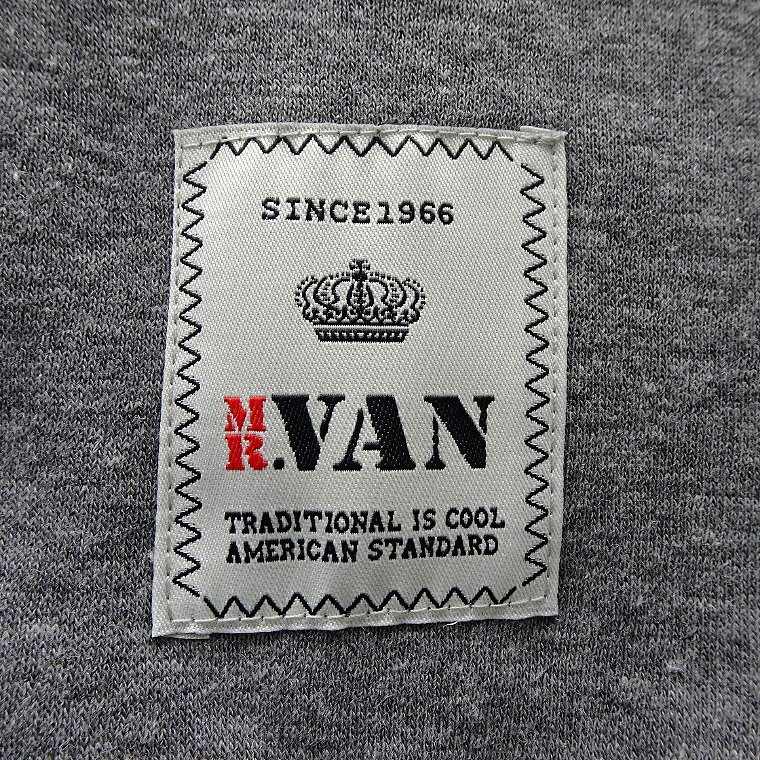 SINCE1966
MR.VAN
TRADITIONAL IS COOL
AMERICAN STANDARD